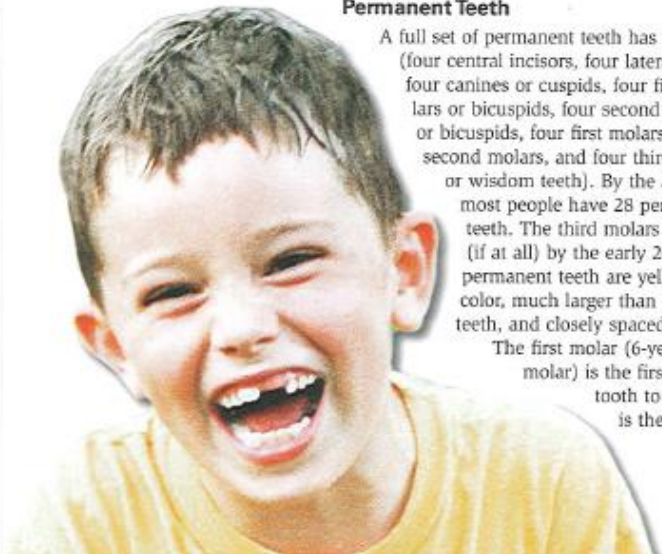 Permanent Teeth
A full set of permanent teeth has
(four central incisors, four later
four canines or cuspids, four fi
lars or bicuspids, four second
or bicuspids, four first molars
second molars, and four thir
or wisdom teeth). By the
most people have 28 per
teeth. The third molars
(if at all) by the early 2
permanent teeth are yel
color, much larger than
teeth, and closely spaced
The first molar (6-ye
molar) is the firs
tooth to
is the